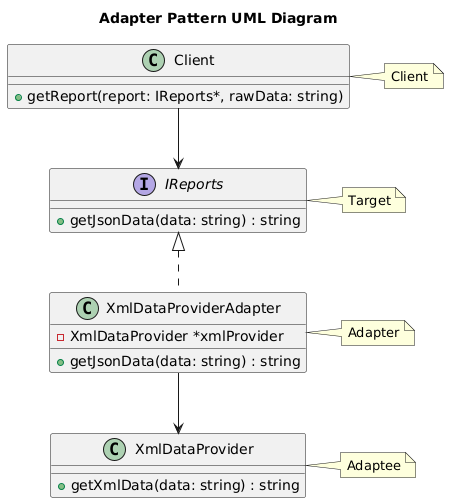 Adapter Pattern UML Diagram
C Client
getReport(report: IReports*, rawData: string)
Client
I IReports
getJsonData(data: string) : string
Target
C XmlDataProviderAdapter
XmlDataProvider *xmlProvider
getJsonData(data: string) : string
Adapter
C XmlDataProvider
getXmlData(data: string) : string
Adaptee